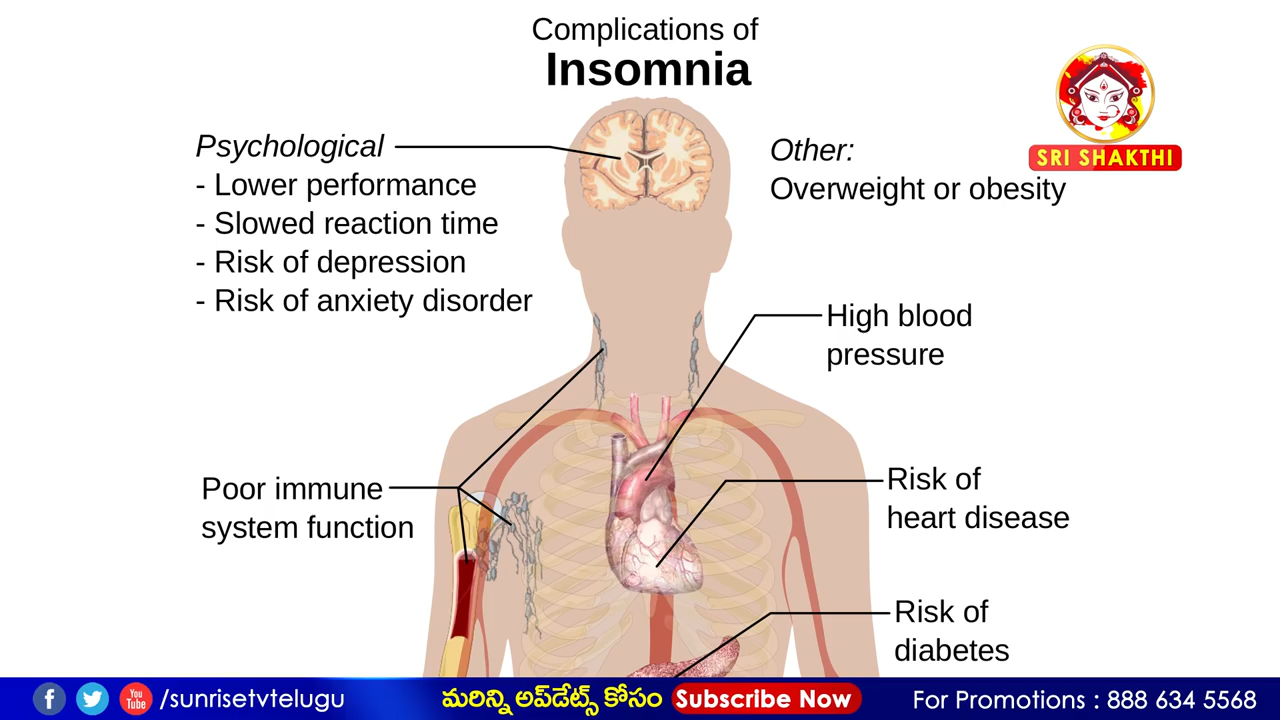 Complications of
Insomnia
SRI SHAKTHI
Psychological
- Lower performance
- Slowed reaction time
- Risk of depression
- Risk of anxiety disorder
Other:
Overweight or obesity
High blood
pressure
Poor immune
system function
Risk of
heart disease
Risk of
diabetes
You
Tube
/sunrisetvtelugu
మరిన్ని అప్‌డేట్స్ కోసం
Subscribe Now
For Promotions : 888 634 5568